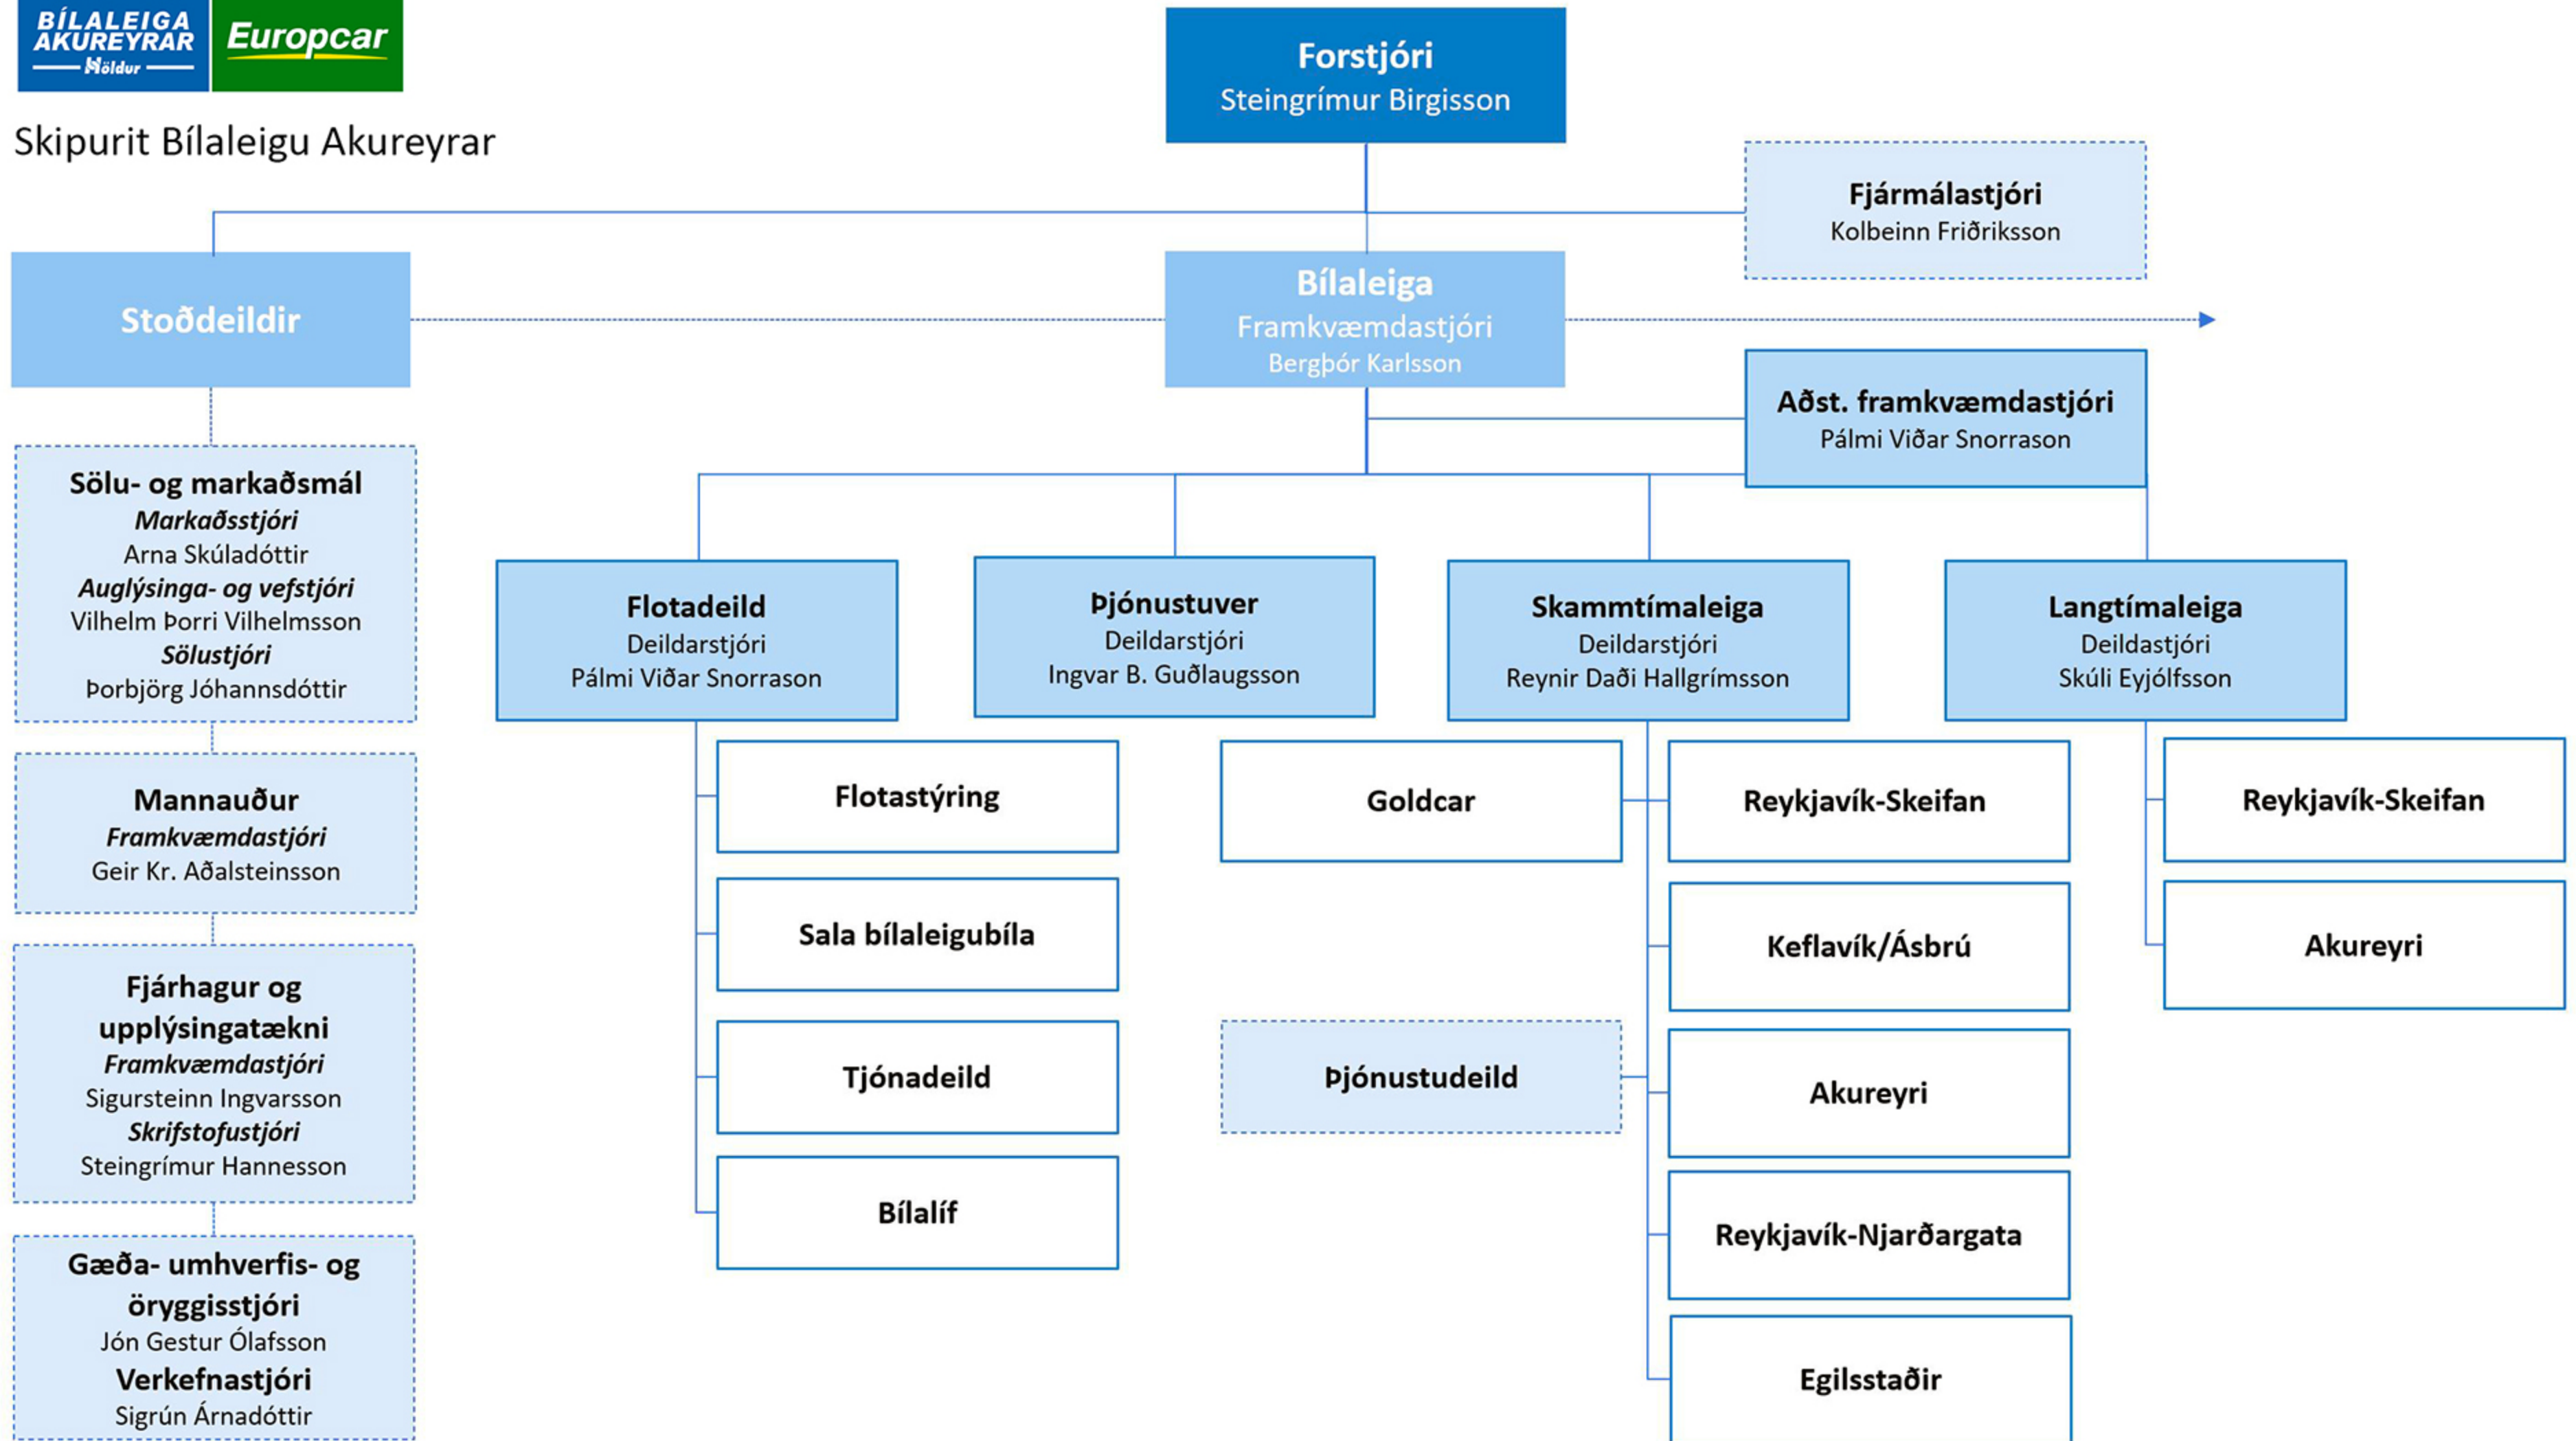 BÍLALEIGA
AKUREYRAR
Höldur
Europcar
Skipurit Bílaleigu Akureyrar
Forstjóri
Steingrímur Birgisson
Fjármálastjóri
Kolbeinn Friðriksson
Stoðdeildir
Bílaleiga
Framkvæmdastjóri
Bergþór Karlsson
Aðst. framkvæmdastjóri
Pálmi Viðar Snorrason
Sölu- og markaðsmál
Markaðsstjóri
Arna Skúladóttir
Auglýsinga- og vefstjóri
Vilhelm Þorri Vilhelmsson
Sölustjóri
Þorbjörg Jóhannsdóttir
Mannauður
Framkvæmdastjóri
Geir Kr. Aðalsteinsson
Fjárhagur og
upplýsingatækni
Framkvæmdastjóri
Sigursteinn Ingvarsson
Skrifstofustjóri
Steingrímur Hannesson
Gæða- umhverfis- og
öryggisstjóri
Jón Gestur Ólafsson
Verkefnastjóri
Sigrún Árnadóttir
Flotadeild
Deildarstjóri
Pálmi Viðar Snorrason
Flotastýring
Sala bílaleigubíla
Tjónadeild
Bílalíf
Þjónustuver
Deildarstjóri
Ingvar B. Guðlaugsson
Skammtímaleiga
Deildarstjóri
Reynir Daði Hallgrímsson
Goldcar
Þjónustudeild
Reykjavík-Skeifan
Keflavík/Ásbrú
Akureyri
Reykjavík-Njarðargata
Egilsstaðir
Langtímaleiga
Deildastjóri
Skúli Eyjólfsson
Reykjavík-Skeifan
Akureyri